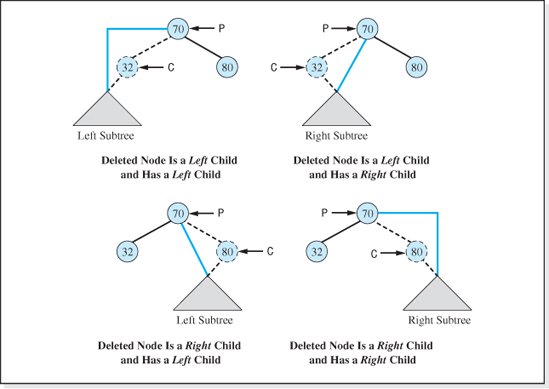 70 P
32 C 80
Left Subtree
Deleted Node Is a Left Child
and Has a Left Child
P 70
C 32 80
Right Subtree
Deleted Node Is a Left Child
and Has a Right Child
70 P
32 80 C
Left Subtree
Deleted Node Is a Right Child
and Has a Left Child
P 70
32 C 80
Right Subtree
Deleted Node Is a Right Child
and Has a Right Child